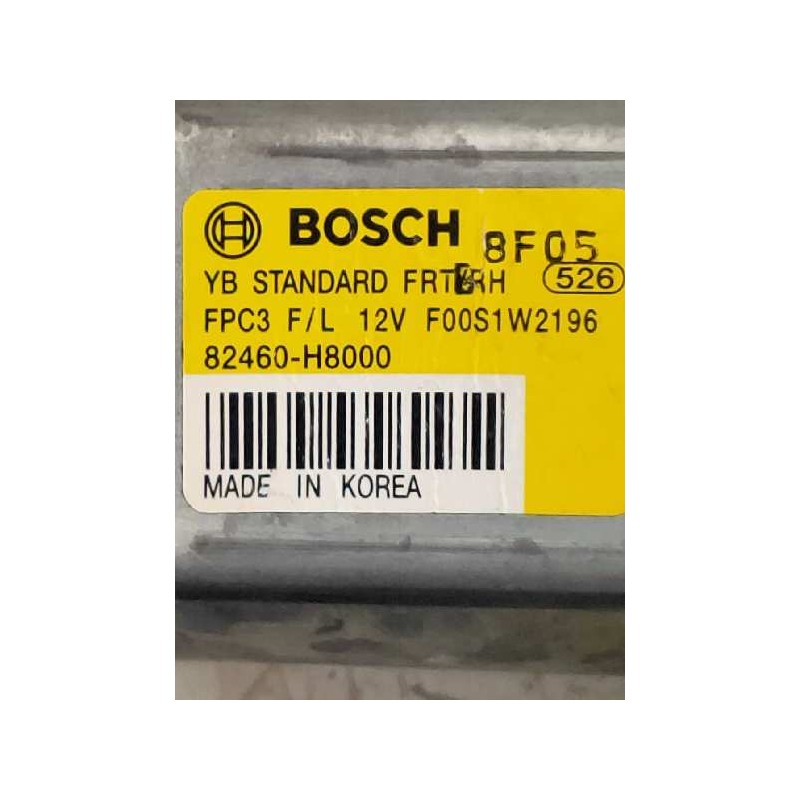 BOSCH 8F05
YB STANDARD FRT RH 526
FPC3 F/L 12V F00S1W2196
82460-H8000
MADE IN KOREA